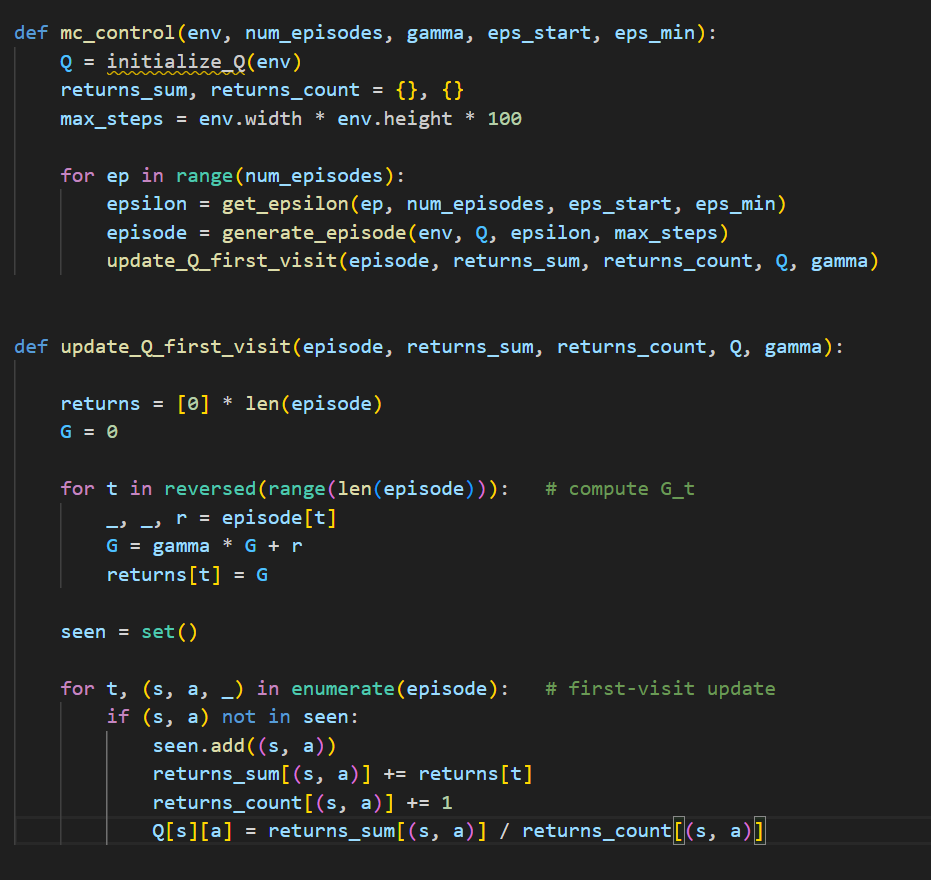 def mc_control(env, num_episodes, gamma, eps_start, eps_min):
    Q = initialize_Q(env)
    returns_sum, returns_count = {}, {}
    max_steps = env.width * env.height * 100
    for ep in range(num_episodes):
        epsilon = get_epsilon(ep, num_episodes, eps_start, eps_min)
        episode = generate_episode(env, Q, epsilon, max_steps)
        update_Q_first_visit(episode, returns_sum, returns_count, Q, gamma)
def update_Q_first_visit(episode, returns_sum, returns_count, Q, gamma):
    returns = [0] * len(episode)
    G = 0
    for t in reversed(range(len(episode))):   # compute G_t
        _, _, r = episode[t]
        G = gamma * G + r
        returns[t] = G
    seen = set()
    for t, (s, a, _) in enumerate(episode):   # first-visit update
        if (s, a) not in seen:
            seen.add((s, a))
            returns_sum[(s, a)] += returns[t]
            returns_count[(s, a)] += 1
            Q[s][a] = returns_sum[(s, a)] / returns_count[(s, a)]